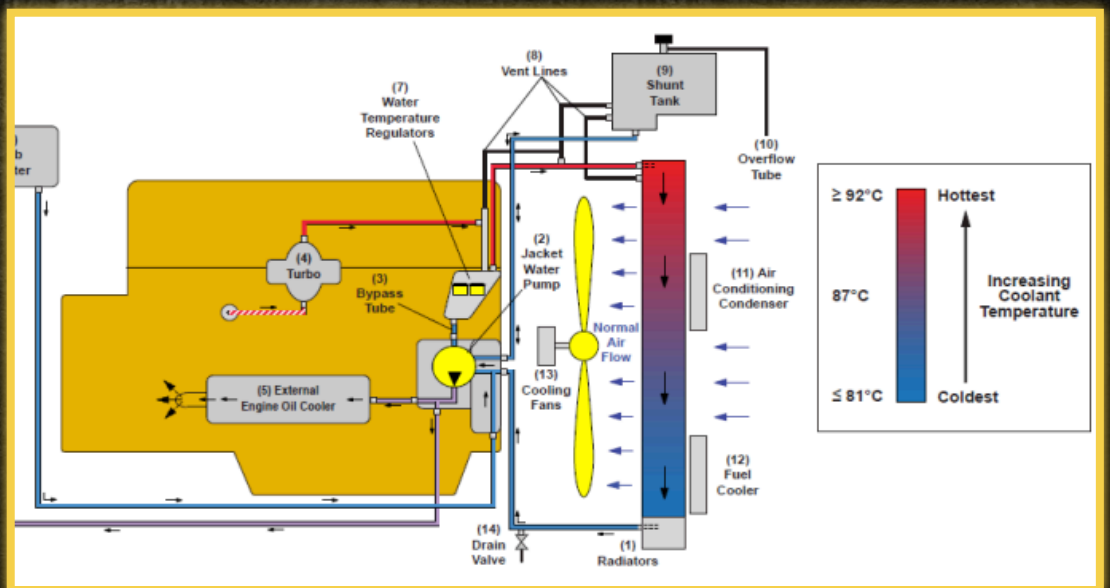 (8)
Vent Lines
(9)
Shunt
Tank
(7)
Water
Temperature
Regulators
(10)
Overflow
Tube
(2)
Jacket
Water
Pump
(4)
Turbo
(3)
Bypass
Tube
(11) Air
Conditioning
Condenser
Normal
Air
Flow
(13)
Cooling
Fans
(5) External
Engine Oil Cooler
(12)
Fuel
Cooler
(14)
Drain
Valve
(1)
Radiators
≥ 92°C
Hottest
87°C
Increasing
Coolant
Temperature
≤ 81°C
Coldest